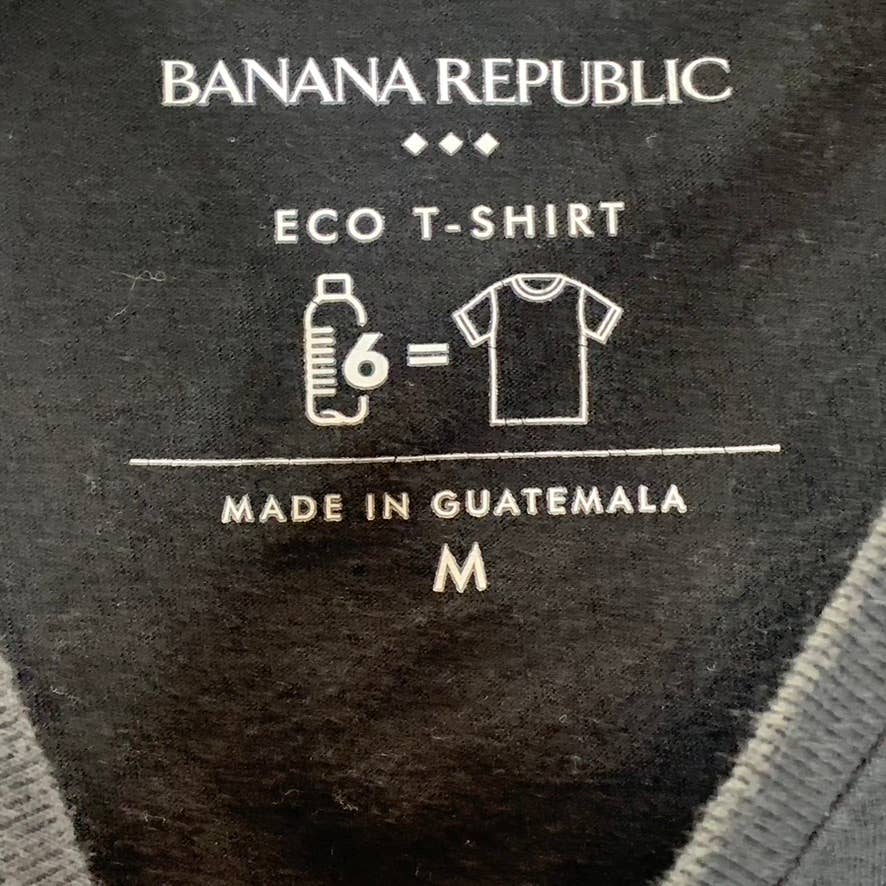 BANANA REPUBLIC
ECO T-SHIRT
6 =
MADE IN GUATEMALA
M